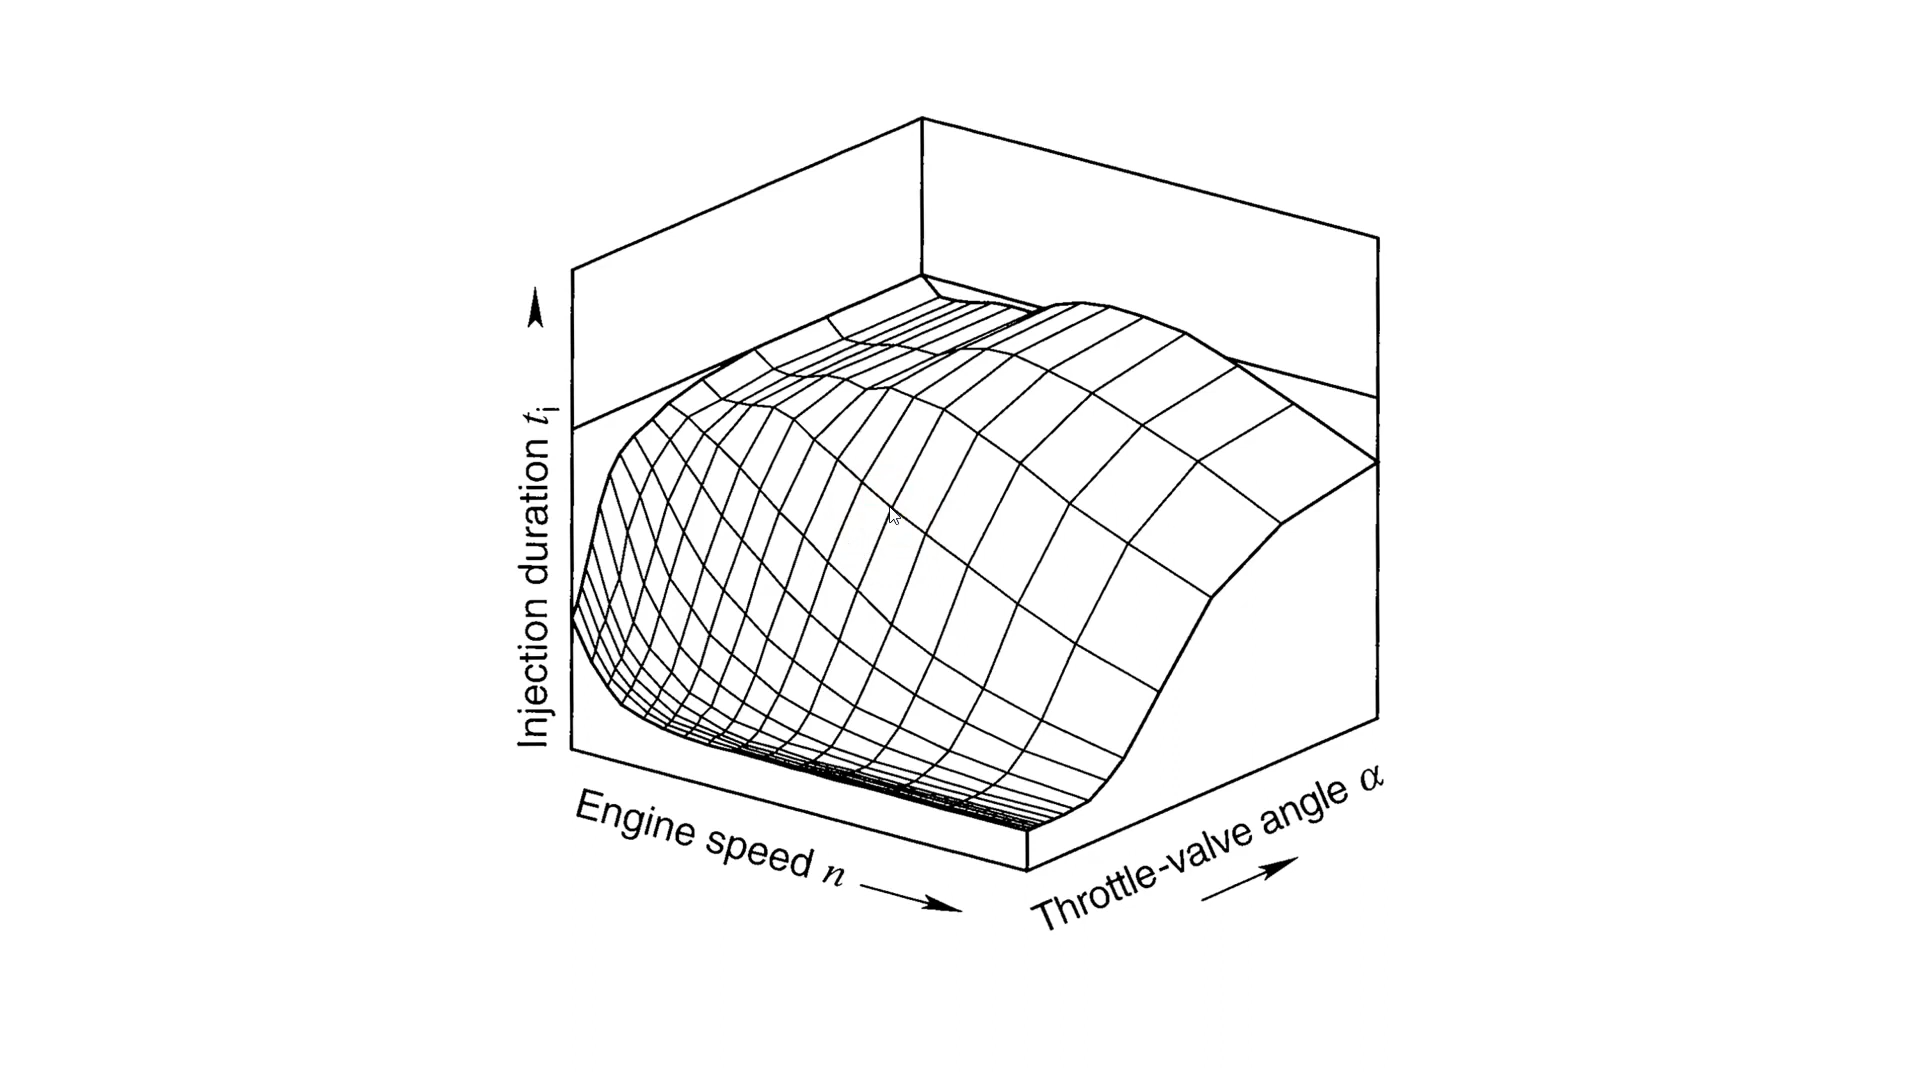 Injection duration tᵢ
Engine speed n
Throttle-valve angle α